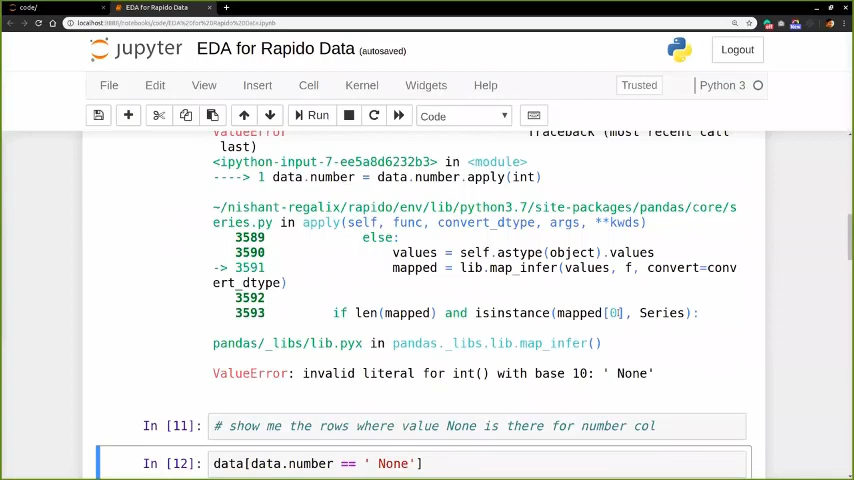 code/
EDA for Rapido Data
localhost:8888/notebooks/code/EDA%20for%20Rapido%20Data.ipynb
jupyter EDA for Rapido Data (autosaved)
Logout
File Edit View Insert Cell Kernel Widgets Help
Trusted
Python 3
Run
Code
ValueError Traceback (most recent call
last)
<ipython-input-7-ee5a8d6232b3> in <module>
----> 1 data.number = data.number.apply(int)
~/nishant-regalix/rapido/env/lib/python3.7/site-packages/pandas/core/s
eries.py in apply(self, func, convert_dtype, args, **kwds)
3589 else:
3590 values = self.astype(object).values
-> 3591 mapped = lib.map_infer(values, f, convert=conv
ert_dtype)
3592
3593 if len(mapped) and isinstance(mapped[0], Series):
pandas/_libs/lib.pyx in pandas._libs.lib.map_infer()
ValueError: invalid literal for int() with base 10: ' None'
In [11]: # show me the rows where value None is there for number col
In [12]: data[data.number == ' None']